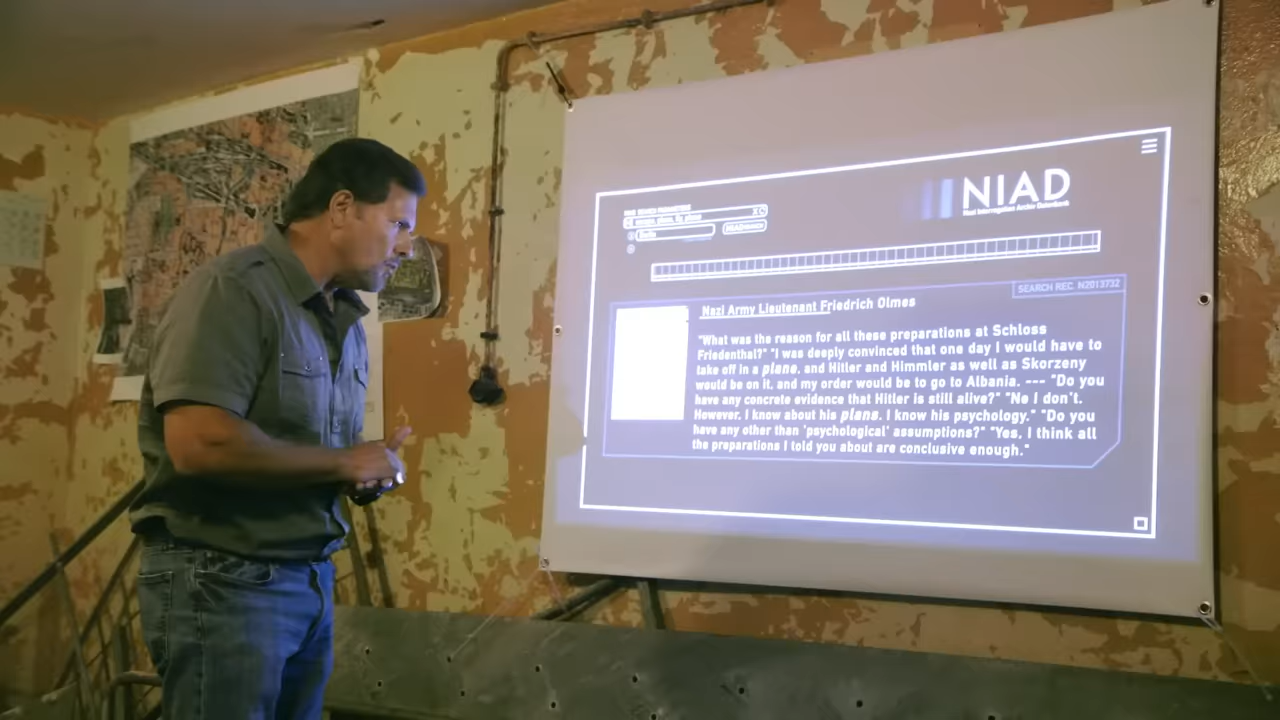 NIAD
Nazi Interrogation Archiv Datenbank
SEARCH REC. N2013732
Nazi Army Lieutenant Friedrich Olmes
"What was the reason for all these preparations at Schloss
Friedenthal?" "I was deeply convinced that one day I would have to
take off in a plane, and Hitler and Himmler as well as Skorzeny
would be on it, and my order would be to go to Albania. --- "Do you
have any concrete evidence that Hitler is still alive?" "No I don't.
However, I know about his plans. I know his psychology." "Do you
have any other than 'psychological' assumptions?" "Yes, I think all
the preparations I told you about are conclusive enough."